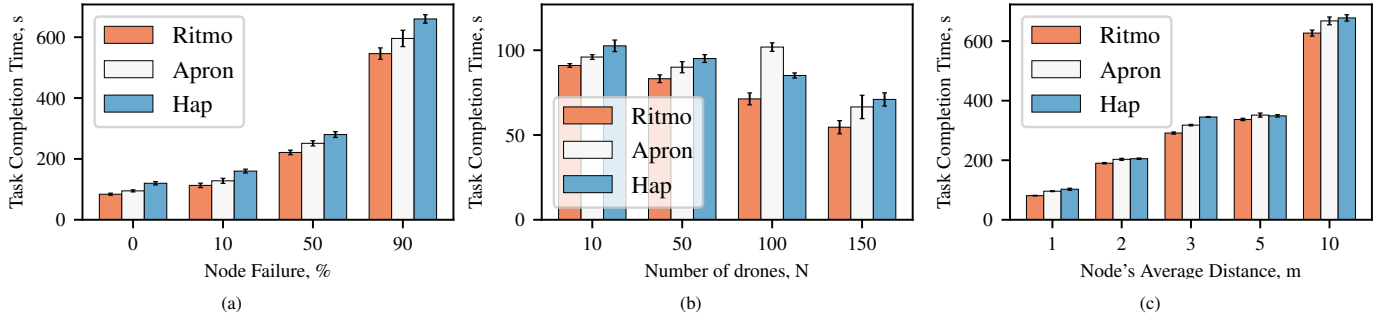 Task Completion Time, s
600
400
200
0
Ritmo
Apron
Hap
0 10 50 90
Node Failure, %
(a)
Task Completion Time, s
100
50
0
Ritmo
Apron
Hap
10 50 100 150
Number of drones, N
(b)
Task Completion Time, s
600
400
200
0
Ritmo
Apron
Hap
1 2 3 5 10
Node's Average Distance, m
(c)